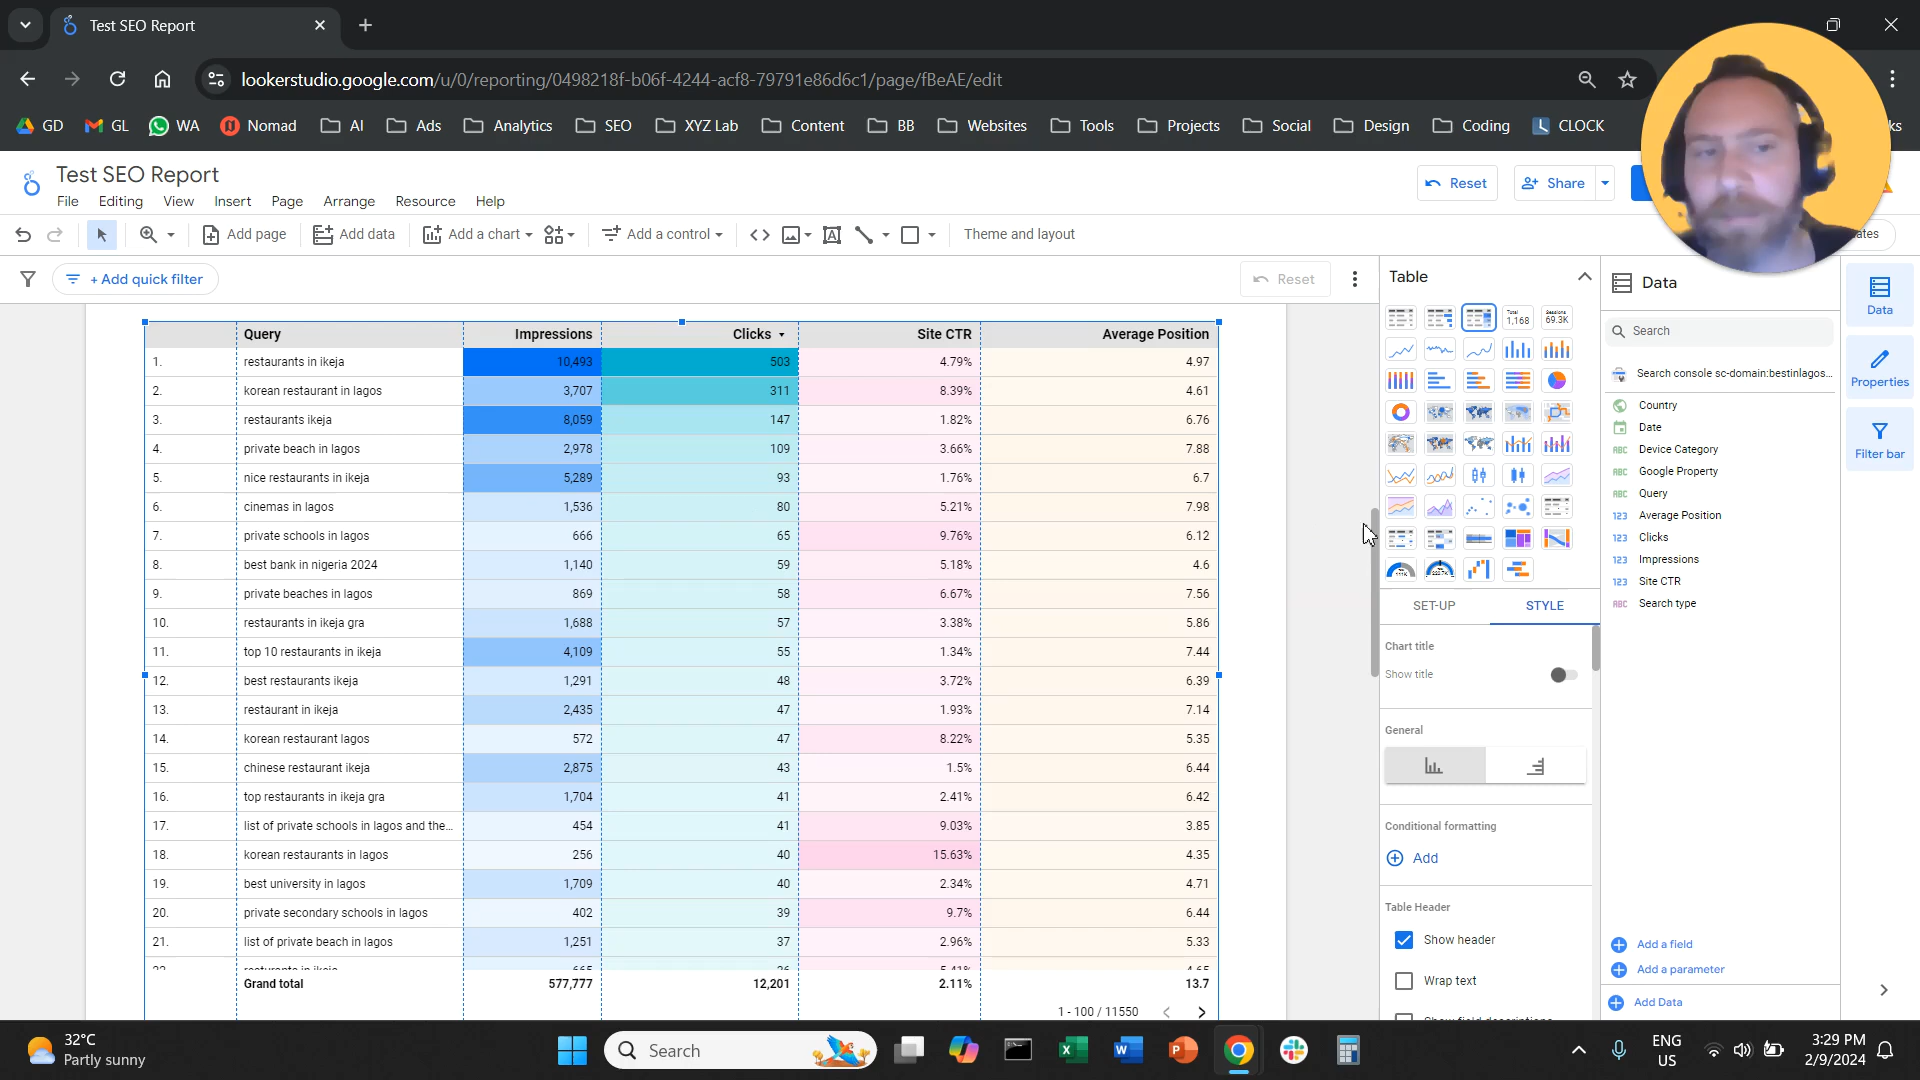 Test SEO Report
lookerstudio.google.com/u/0/reporting/0498218f-b06f-4244-acf8-79791e86d6c1/page/fBeAE/edit
GD GL WA Nomad AI Ads Analytics SEO XYZ Lab Content BB Websites Tools Projects Social Design Coding CLOCK
Test SEO Report
File Editing View Insert Page Arrange Resource Help
Reset Share
Add page Add data Add a chart Add a control Theme and layout
+ Add quick filter Reset
Query Impressions Clicks Site CTR Average Position
1. restaurants in ikeja 10,493 503 4.79% 4.97
2. korean restaurant in lagos 3,707 311 8.39% 4.61
3. restaurants ikeja 8,059 147 1.82% 6.76
4. private beach in lagos 2,978 109 3.66% 7.88
5. nice restaurants in ikeja 5,289 93 1.76% 6.7
6. cinemas in lagos 1,536 80 5.21% 7.98
7. private schools in lagos 666 65 9.76% 6.12
8. best bank in nigeria 2024 1,140 59 5.18% 4.6
9. private beaches in lagos 869 58 6.67% 7.56
10. restaurants in ikeja gra 1,688 57 3.38% 5.86
11. top 10 restaurants in ikeja 4,109 55 1.34% 7.44
12. best restaurants ikeja 1,291 48 3.72% 6.39
13. restaurant in ikeja 2,435 47 1.93% 7.14
14. korean restaurant lagos 572 47 8.22% 5.35
15. chinese restaurant ikeja 2,875 43 1.5% 6.44
16. top restaurants in ikeja gra 1,704 41 2.41% 6.42
17. list of private schools in lagos and the... 454 41 9.03% 3.85
18. korean restaurants in lagos 256 40 15.63% 4.35
19. best university in lagos 1,709 40 2.34% 4.71
20. private secondary schools in lagos 402 39 9.7% 6.44
21. list of private beach in lagos 1,251 37 2.96% 5.33
Grand total 577,777 12,201 2.11% 13.7
1 - 100 / 11550
Table
Total 1,168
Sessions 69.3K
SET-UP STYLE
Chart title
Show title
General
Conditional formatting
Add
Table Header
Show header
Wrap text
Data
Search
Search console sc-domain:bestinlagos...
Country
Date
ABC Device Category
ABC Google Property
ABC Query
123 Average Position
123 Clicks
123 Impressions
123 Site CTR
ABC Search type
Add a field
Add a parameter
Add Data
Data
Properties
Filter bar
32°C
Partly sunny
Search
ENG
US
3:29 PM
2/9/2024